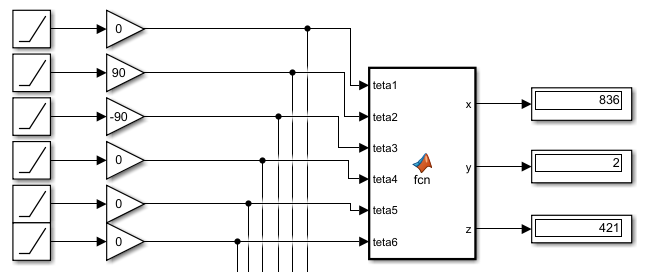 0
90
-90
0
0
0
teta1
teta2
teta3
teta4
teta5
teta6
fcn
x
y
z
836
2
421